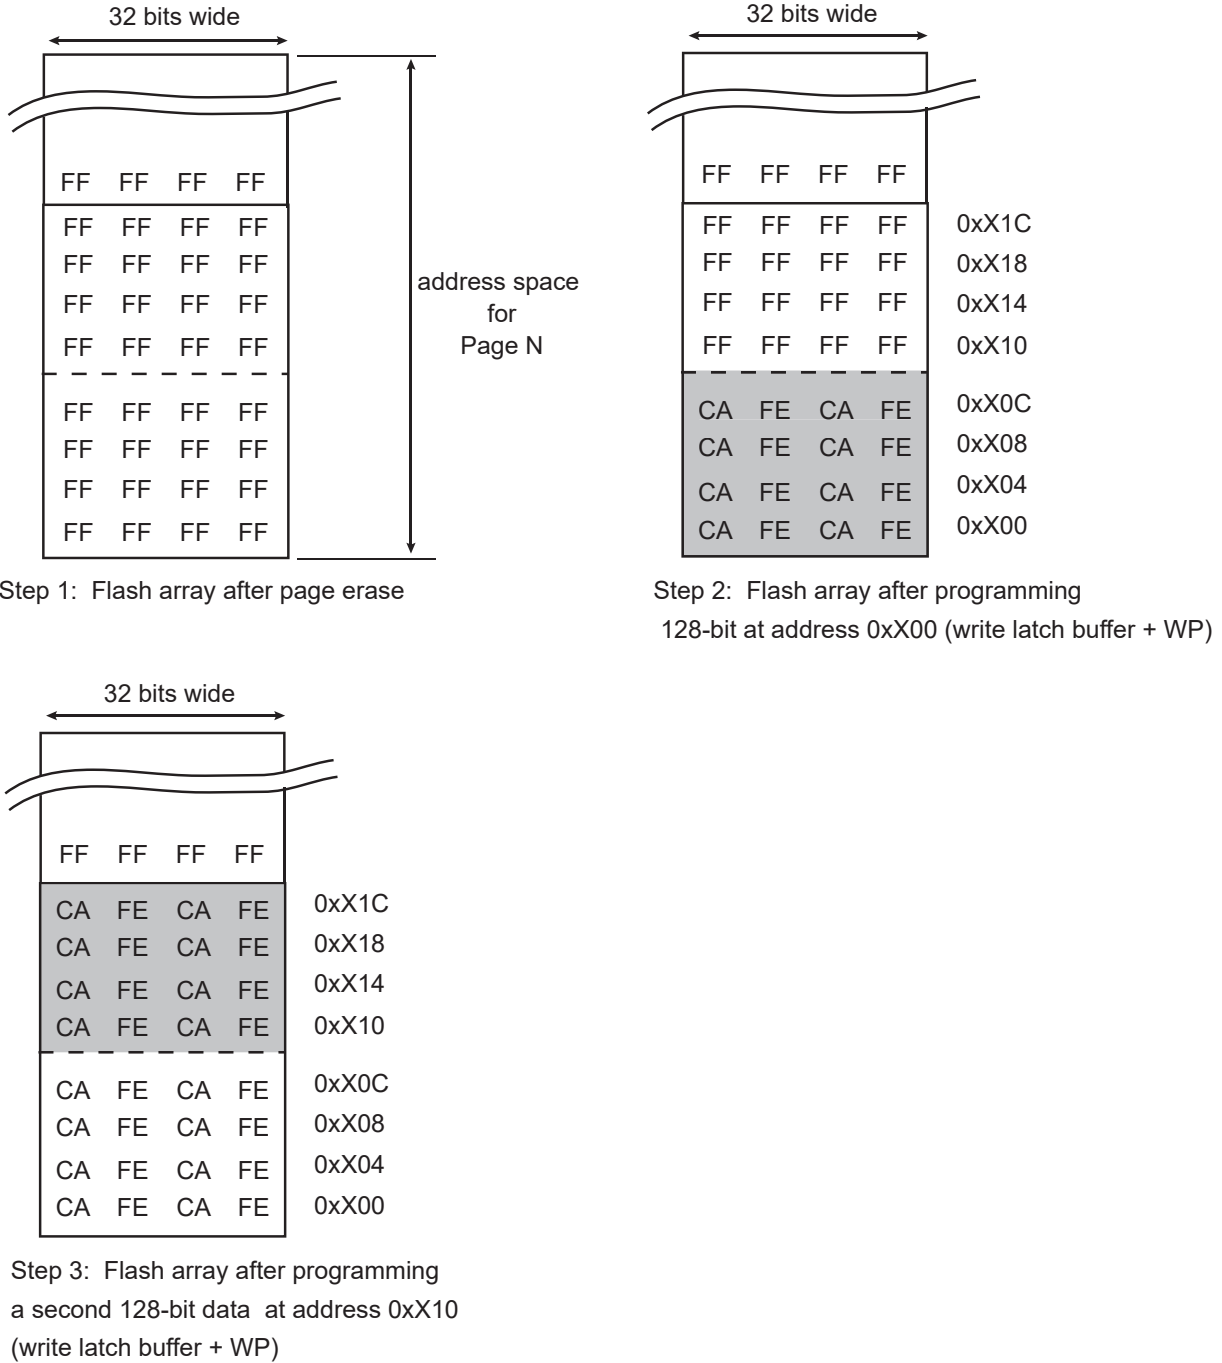 32 bits wide
FF FF FF FF
FF FF FF FF
FF FF FF FF
FF FF FF FF
FF FF FF FF
FF FF FF FF
FF FF FF FF
FF FF FF FF
FF FF FF FF
address space
for
Page N
Step 1: Flash array after page erase
32 bits wide
FF FF FF FF
FF FF FF FF 0xX1C
FF FF FF FF 0xX18
FF FF FF FF 0xX14
FF FF FF FF 0xX10
CA FE CA FE 0xX0C
CA FE CA FE 0xX08
CA FE CA FE 0xX04
CA FE CA FE 0xX00
Step 2: Flash array after programming
128-bit at address 0xX00 (write latch buffer + WP)
32 bits wide
FF FF FF FF
CA FE CA FE 0xX1C
CA FE CA FE 0xX18
CA FE CA FE 0xX14
CA FE CA FE 0xX10
CA FE CA FE 0xX0C
CA FE CA FE 0xX08
CA FE CA FE 0xX04
CA FE CA FE 0xX00
Step 3: Flash array after programming
a second 128-bit data at address 0xX10
(write latch buffer + WP)